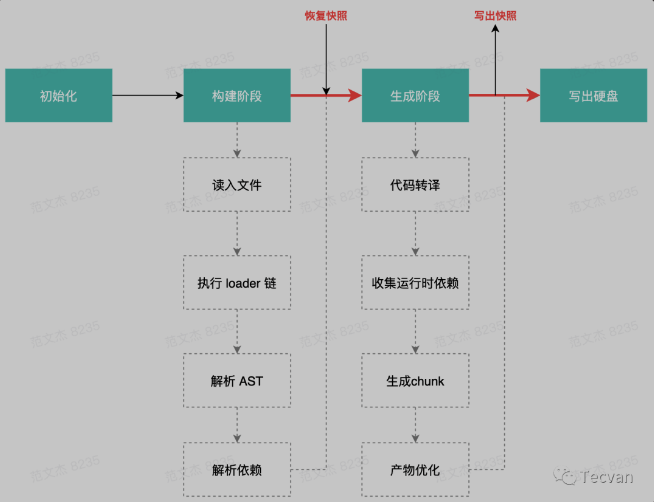 恢复快照
写出快照
初始化
构建阶段
生成阶段
写出硬盘
读入文件
代码转译
执行 loader 链
收集运行时依赖
解析 AST
生成chunk
解析依赖
产物优化
范文杰 8235
Tecvan